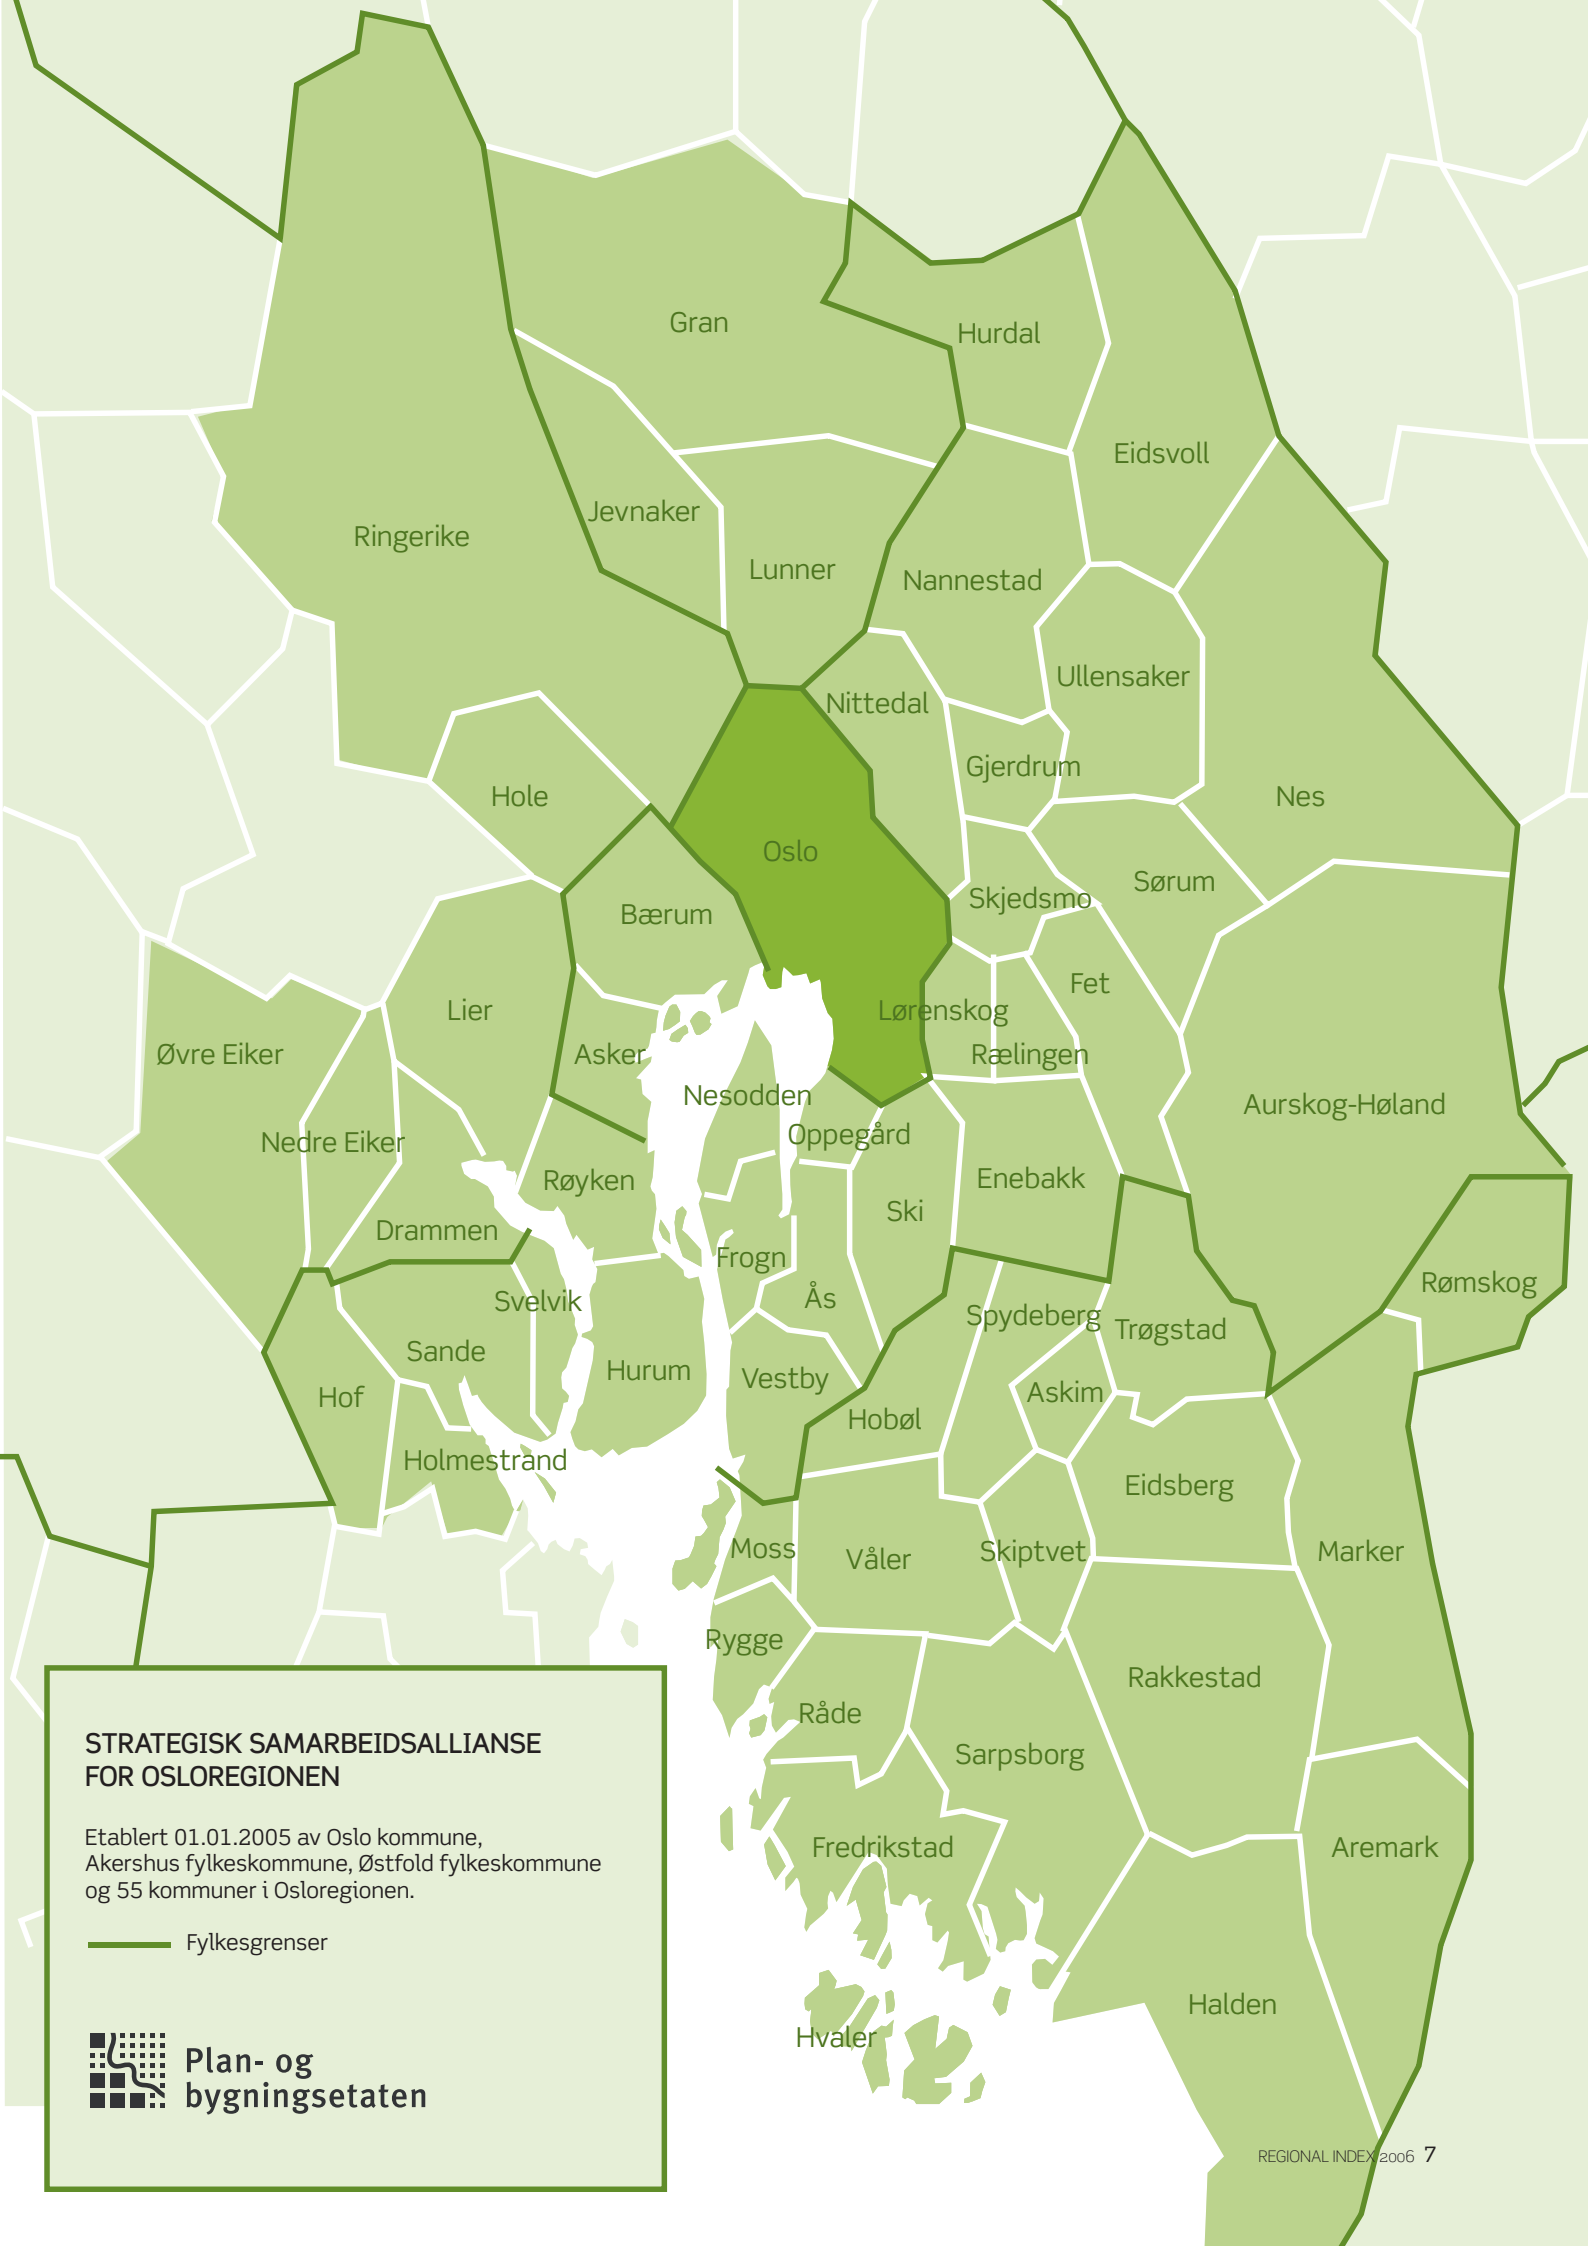 Gran
Hurdal
Eidsvoll
Jevnaker
Ringerike
Lunner
Nannestad
Ullensaker
Nittedal
Gjerdrum
Hole
Nes
Oslo
Sørum
Skjedsmo
Bærum
Fet
Lier
Lørenskog
Øvre Eiker
Asker
Rælingen
Nesodden
Aurskog-Høland
Oppegård
Nedre Eiker
Røyken
Enebakk
Ski
Drammen
Frogn
Rømskog
Ås
Svelvik
Spydeberg
Trøgstad
Sande
Hurum
Vestby
Askim
Hof
Hobøl
Holmestrand
Eidsberg
Moss
Våler
Skiptvet
Marker
Rygge
Rakkestad
Råde
Sarpsborg
Fredrikstad
Aremark
Halden
Hvaler
STRATEGISK SAMARBEIDSALLIANSE
FOR OSLOREGIONEN
Etablert 01.01.2005 av Oslo kommune,
Akershus fylkeskommune, Østfold fylkeskommune
og 55 kommuner i Osloregionen.
Fylkesgrenser
Plan- og
bygningsetaten
REGIONAL INDEX 2006 7